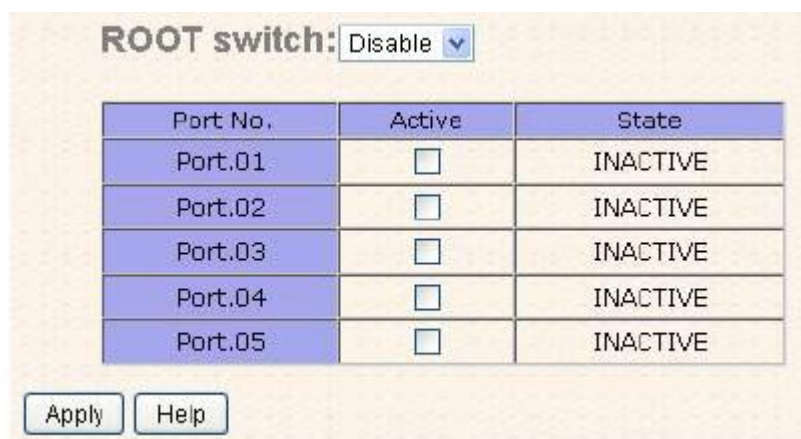 ROOT switch: Disable
Port No. Active State
Port.01 INACTIVE
Port.02 INACTIVE
Port.03 INACTIVE
Port.04 INACTIVE
Port.05 INACTIVE
Apply Help